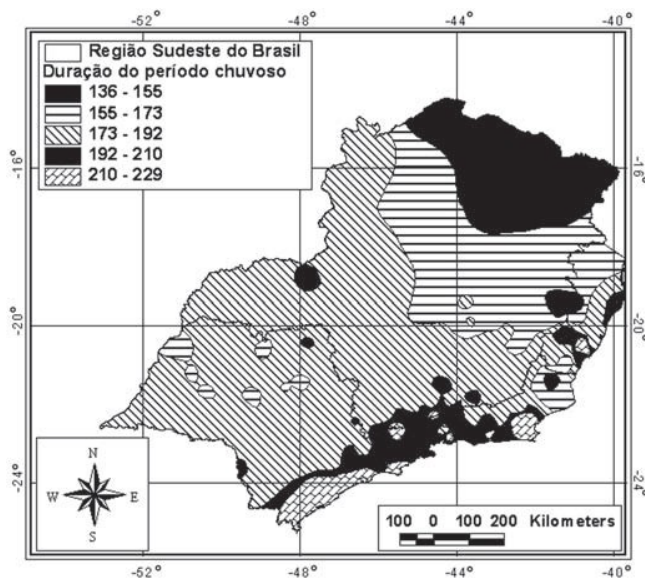 -52° -48° -44° -40°
Região Sudeste do Brasil
Duração do período chuvoso
136 - 155
155 - 173
173 - 192
192 - 210
210 - 229
-16° -16°
-20° -20°
-24° -24°
N
W E
S
100 0 100 200 Kilometers
-52° -48° -44° -40°